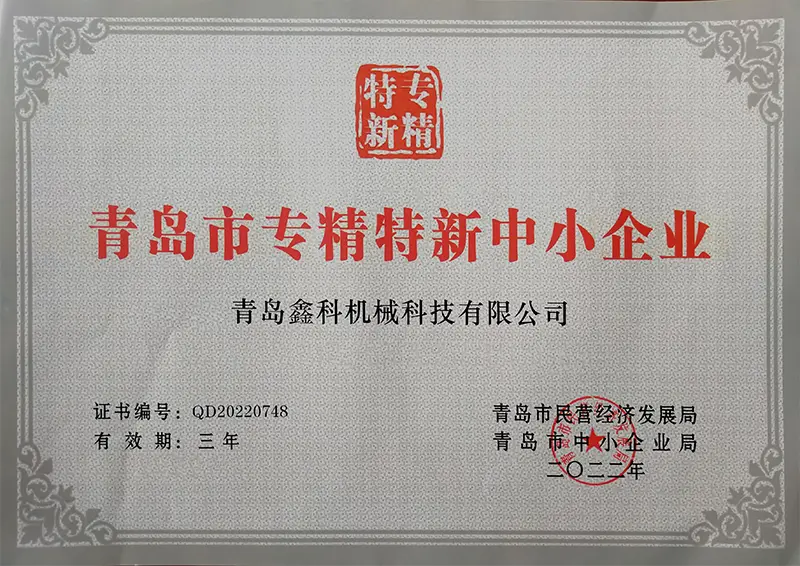 专精
特新
青岛市专精特新中小企业
青岛鑫科机械科技有限公司
证书编号：QD20220748
有效期：三年
青岛市民营经济发展局
青岛市中小企业局
二〇二二年